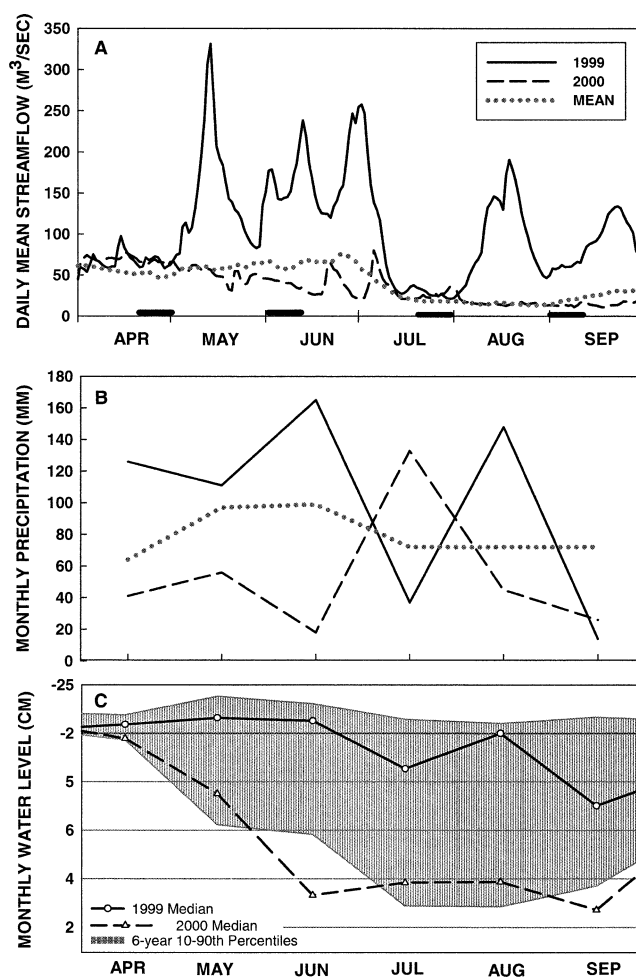 A
DAILY MEAN STREAMFLOW (M3/SEC)
350
300
250
200
150
100
50
0
1999
2000
MEAN
APR MAY JUN JUL AUG SEP
B
MONTHLY PRECIPITATION (MM)
180
160
140
120
100
80
60
40
20
0
C
MONTHLY WATER LEVEL (CM)
-25
-2
5
6
4
2
1999 Median
2000 Median
6-year 10-90th Percentiles
APR MAY JUN JUL AUG SEP